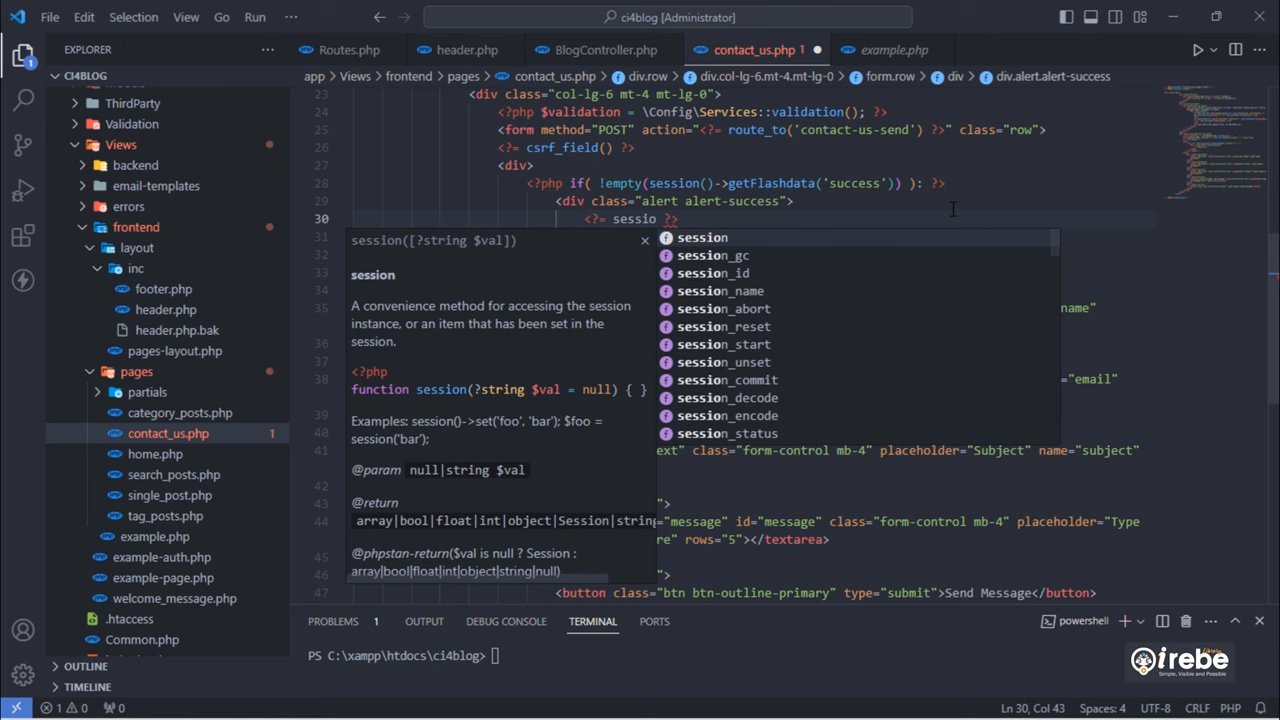 File Edit Selection View Go Run ···
ci4blog [Administrator]
EXPLORER ···
Routes.php header.php BlogController.php contact_us.php 1 example.php
CI4BLOG
app > Views > frontend > pages > contact_us.php > div.row > div.col-lg-6.mt-4.mt-lg-0 > form.row > div > div.alert.alert-success
ThirdParty
Validation
Views
backend
email-templates
errors
frontend
layout
inc
footer.php
header.php
header.php.bak
pages-layout.php
pages
partials
category_posts.php
contact_us.php 1
home.php
search_posts.php
single_post.php
tag_posts.php
example.php
example-auth.php
example-page.php
welcome_message.php
.htaccess
Common.php
OUTLINE
TIMELINE
23 <div class="col-lg-6 mt-4 mt-lg-0">
24 <?php $validation = \Config\Services::validation(); ?>
25 <form method="POST" action="<?= route_to('contact-us-send') ?>" class="row">
26 <?= csrf_field() ?>
27 <div>
28 <?php if( !empty(session()->getFlashdata('success')) ): ?>
29 <div class="alert alert-success">
30 <?= sessio ?>
31
32
33
34
35 name"
36
37
38 ="email"
39
40
41 ext" class="form-control mb-4" placeholder="Subject" name="subject"
42
43 ">
44 "message" id="message" class="form-control mb-4" placeholder="Type
re" rows="5"></textarea>
45
46 ">
47 <button class="btn btn-outline-primary" type="submit">Send Message</button>
session([?string $val])
session
A convenience method for accessing the session
instance, or an item that has been set in the
session.
<?php
function session(?string $val = null) { }
Examples: session()->set('foo', 'bar'); $foo =
session('bar');
@param null|string $val
@return
array|bool|float|int|object|Session|string
@phpstan-return($val is null ? Session :
array|bool|float|int|object|string|null)
session
session_gc
session_id
session_name
session_abort
session_reset
session_start
session_unset
session_commit
session_decode
session_encode
session_status
PROBLEMS 1 OUTPUT DEBUG CONSOLE TERMINAL PORTS
powershell
PS C:\xampp\htdocs\ci4blog>
irebe
Simple, Visible and Possible
1 0 0
Ln 30, Col 43 Spaces: 4 UTF-8 CRLF PHP